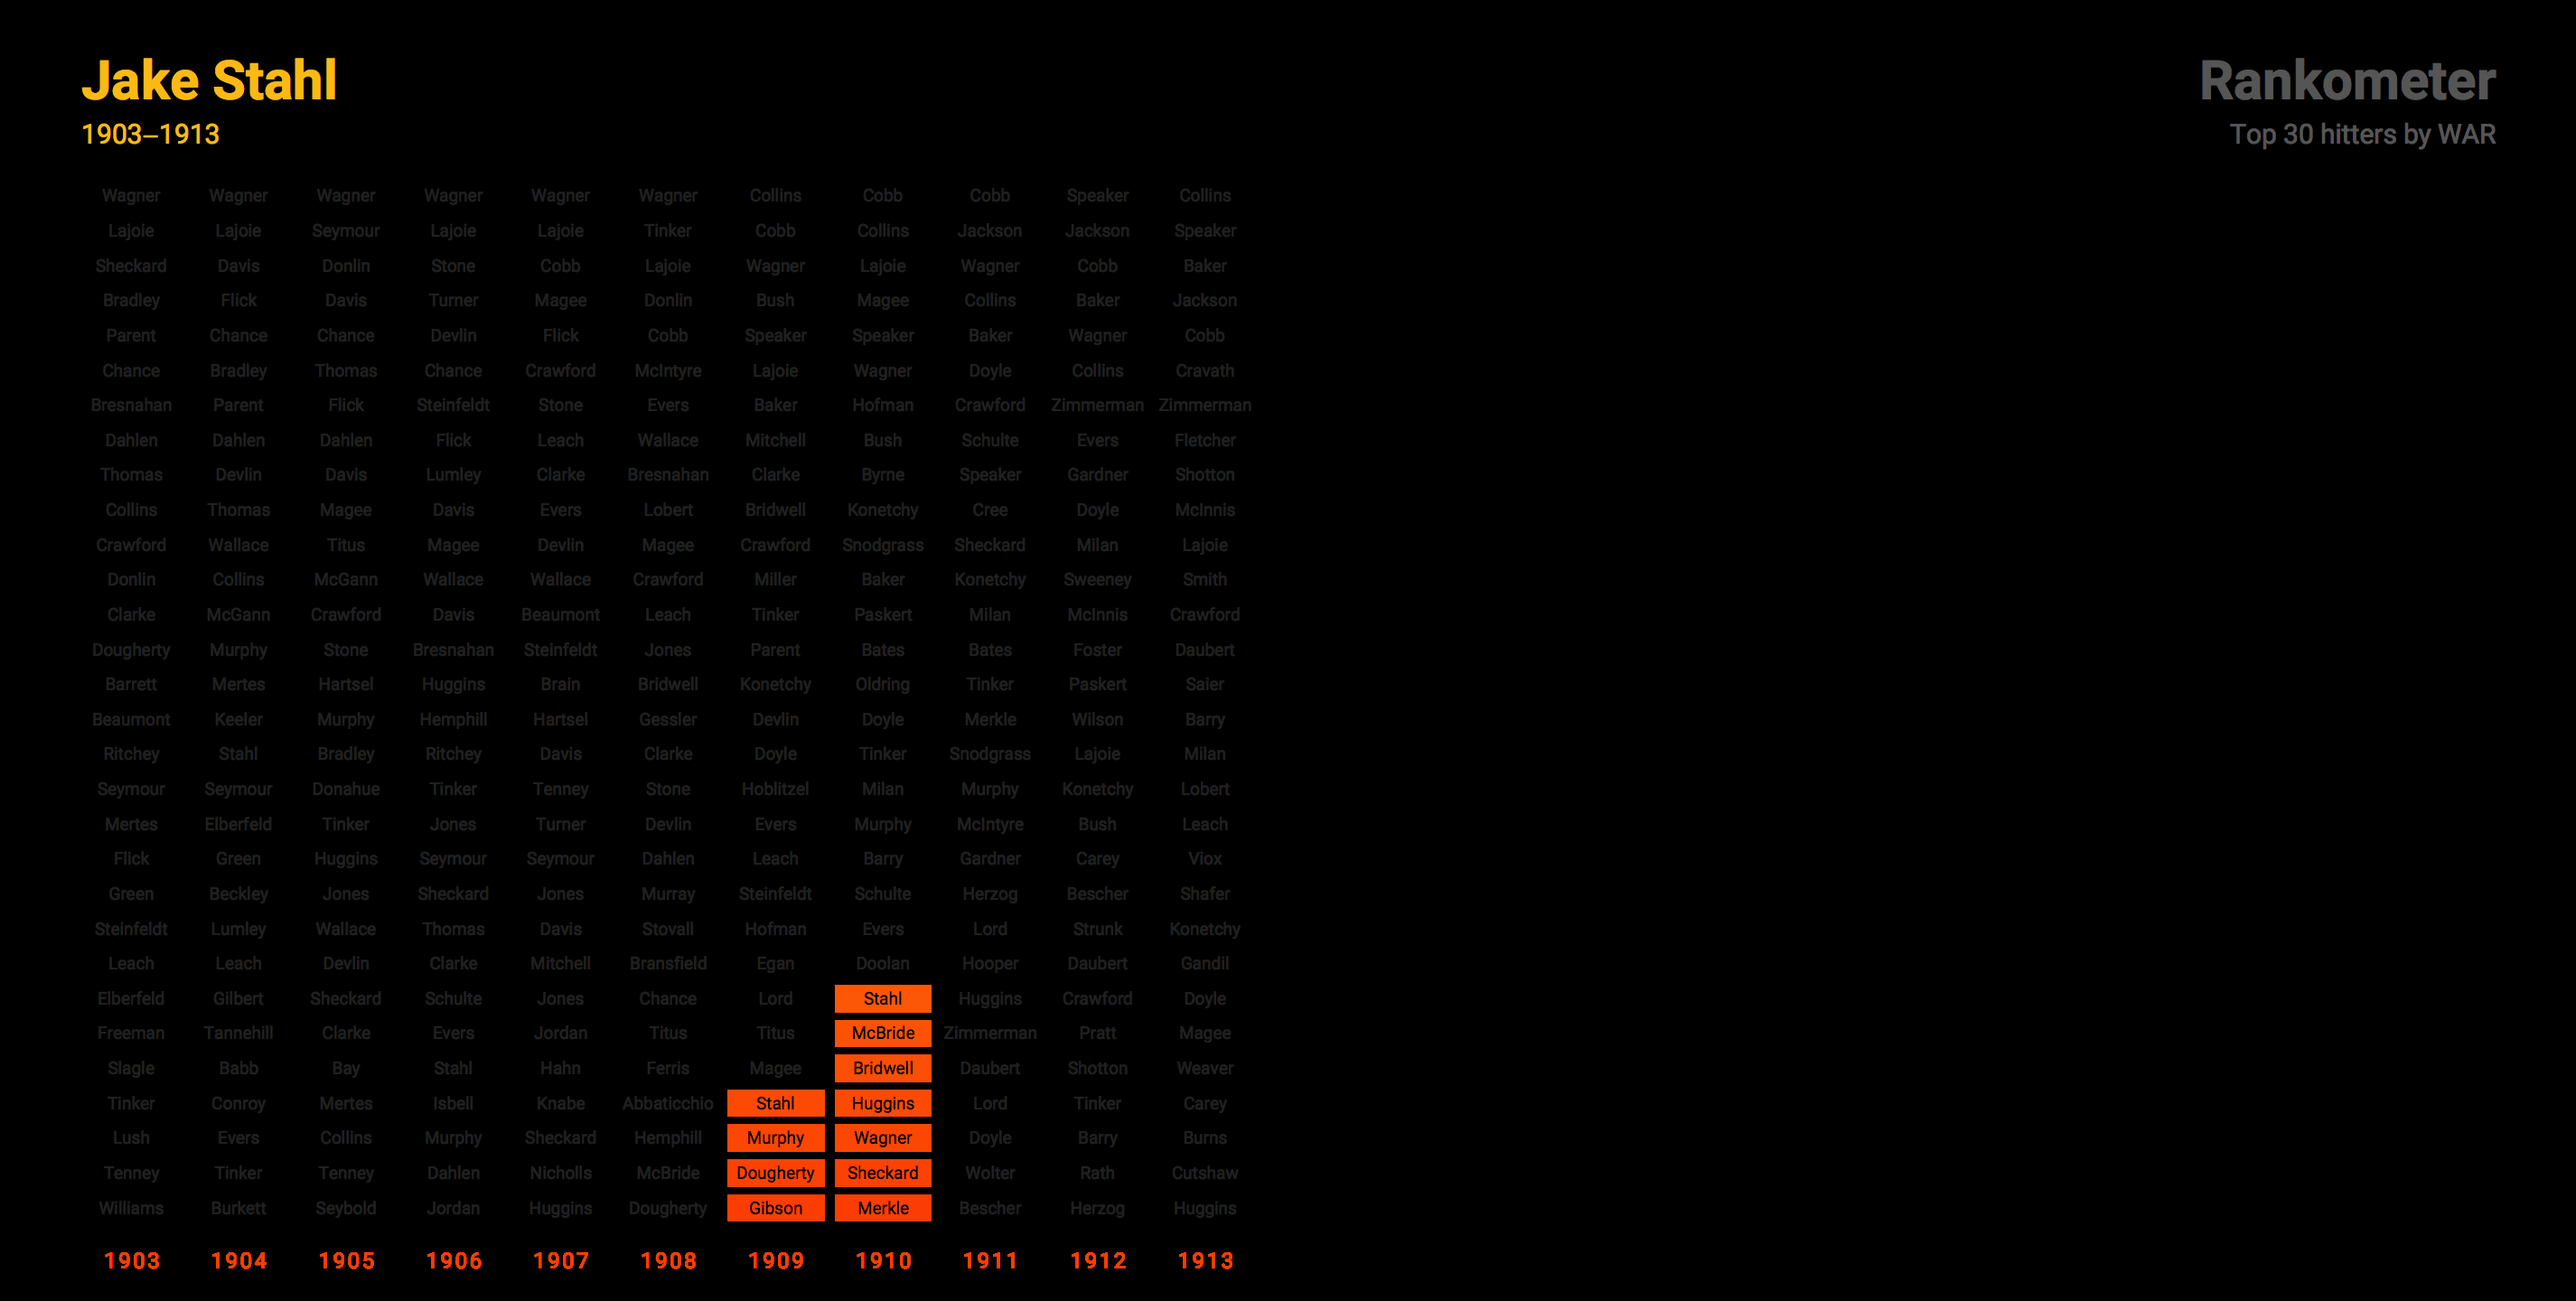 Jake Stahl
1903–1913
Rankometer
Top 30 hitters by WAR
Wagner Wagner Wagner Wagner Wagner Wagner Collins Cobb Cobb Speaker Collins
Lajoie Lajoie Seymour Lajoie Lajoie Tinker Cobb Collins Jackson Jackson Speaker
Sheckard Davis Donlin Stone Cobb Lajoie Wagner Lajoie Wagner Cobb Baker
Bradley Flick Davis Turner Magee Donlin Bush Magee Collins Baker Jackson
Parent Chance Chance Devlin Flick Cobb Speaker Speaker Baker Wagner Cobb
Chance Bradley Thomas Chance Crawford McIntyre Lajoie Wagner Doyle Collins Cravath
Bresnahan Parent Flick Steinfeldt Stone Evers Baker Hofman Crawford Zimmerman Zimmerman
Dahlen Dahlen Dahlen Flick Leach Wallace Mitchell Bush Schulte Evers Fletcher
Thomas Devlin Davis Lumley Clarke Bresnahan Clarke Byrne Speaker Gardner Shotton
Collins Thomas Magee Davis Evers Lobert Bridwell Konetchy Cree Doyle McInnis
Crawford Wallace Titus Magee Devlin Magee Crawford Snodgrass Sheckard Milan Lajoie
Donlin Collins McGann Wallace Wallace Crawford Miller Baker Konetchy Sweeney Smith
Clarke McGann Crawford Davis Beaumont Leach Tinker Paskert Milan McInnis Crawford
Dougherty Murphy Stone Bresnahan Steinfeldt Jones Parent Bates Bates Foster Daubert
Barrett Mertes Hartsel Huggins Brain Bridwell Konetchy Oldring Tinker Paskert Saier
Beaumont Keeler Murphy Hemphill Hartsel Gessler Devlin Doyle Merkle Wilson Barry
Ritchey Stahl Bradley Ritchey Davis Clarke Doyle Tinker Snodgrass Lajoie Milan
Seymour Seymour Donahue Tinker Tenney Stone Hoblitzel Milan Murphy Konetchy Lobert
Mertes Elberfeld Tinker Jones Turner Devlin Evers Murphy McIntyre Bush Leach
Flick Green Huggins Seymour Seymour Dahlen Leach Barry Gardner Carey Viox
Green Beckley Jones Sheckard Jones Murray Steinfeldt Schulte Herzog Bescher Shafer
Steinfeldt Lumley Wallace Thomas Davis Stovall Hofman Evers Lord Strunk Konetchy
Leach Leach Devlin Clarke Mitchell Bransfield Egan Doolan Hooper Daubert Gandil
Elberfeld Gilbert Sheckard Schulte Jones Chance Lord Stahl Huggins Crawford Doyle
Freeman Tannehill Clarke Evers Jordan Titus Titus McBride Zimmerman Pratt Magee
Slagle Babb Bay Stahl Hahn Ferris Magee Bridwell Daubert Shotton Weaver
Tinker Conroy Mertes Isbell Knabe Abbaticchio Stahl Huggins Lord Tinker Carey
Lush Evers Collins Murphy Sheckard Hemphill Murphy Wagner Doyle Barry Burns
Tenney Tinker Tenney Dahlen Nicholls McBride Dougherty Sheckard Wolter Rath Cutshaw
Williams Burkett Seybold Jordan Huggins Dougherty Gibson Merkle Bescher Herzog Huggins
1903 1904 1905 1906 1907 1908 1909 1910 1911 1912 1913